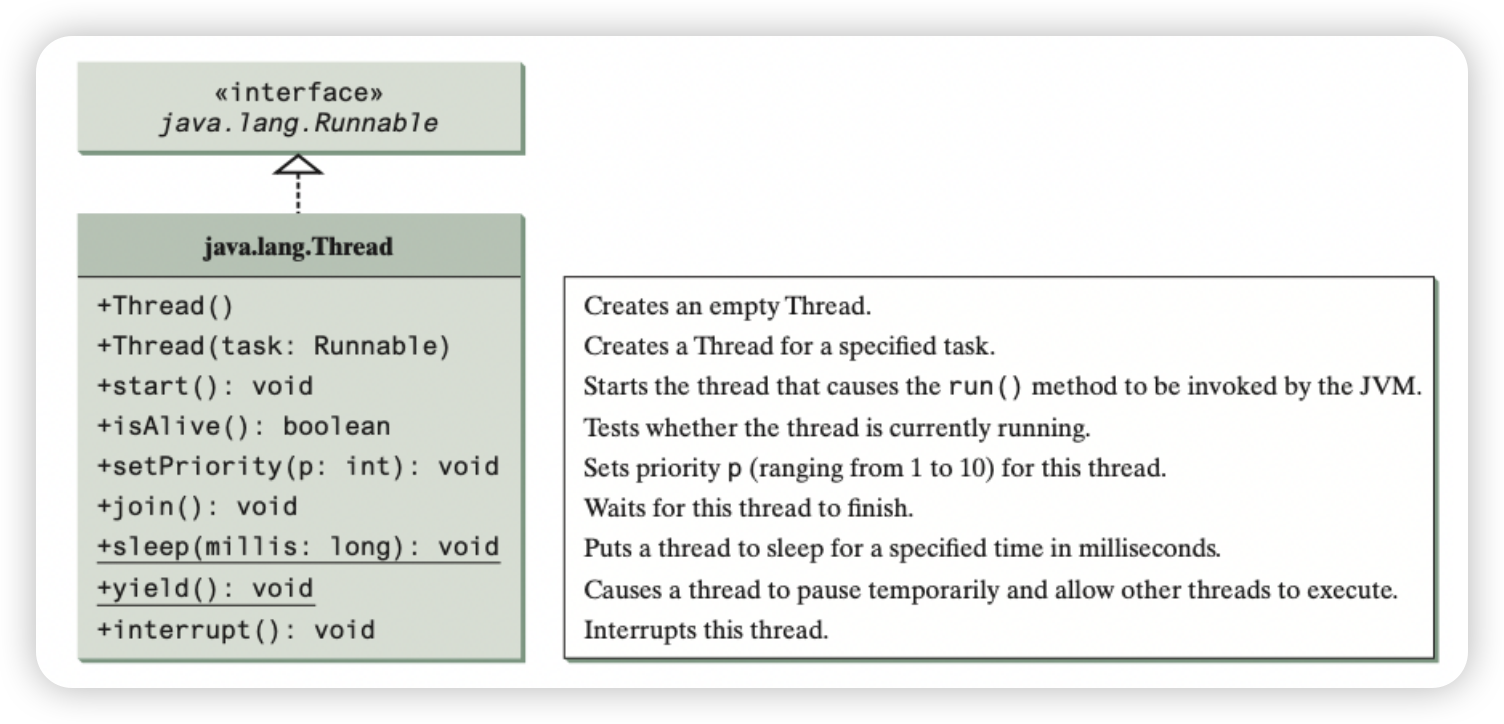 «interface»
java.lang.Runnable
java.lang.Thread
+Thread()
Creates an empty Thread.
+Thread(task: Runnable)
Creates a Thread for a specified task.
+start(): void
Starts the thread that causes the run() method to be invoked by the JVM.
+isAlive(): boolean
Tests whether the thread is currently running.
+setPriority(p: int): void
Sets priority p (ranging from 1 to 10) for this thread.
+join(): void
Waits for this thread to finish.
+sleep(millis: long): void
Puts a thread to sleep for a specified time in milliseconds.
+yield(): void
Causes a thread to pause temporarily and allow other threads to execute.
+interrupt(): void
Interrupts this thread.